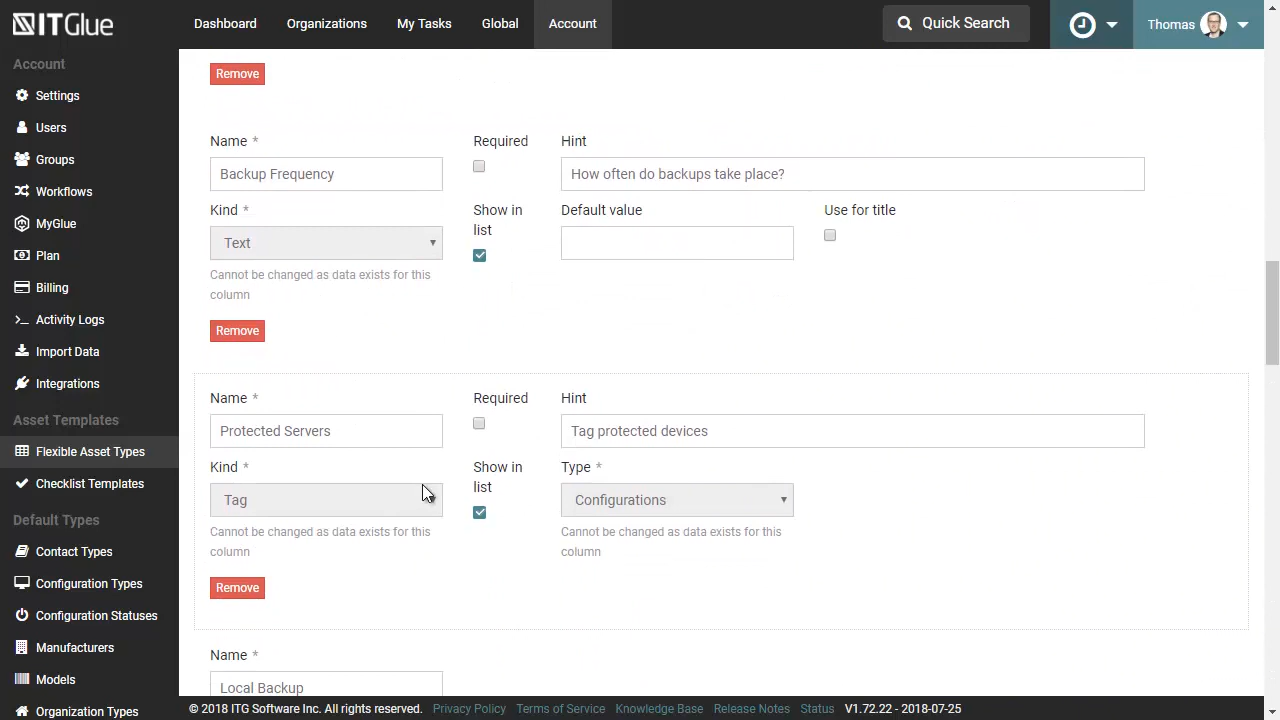 ITGlue
Dashboard
Organizations
My Tasks
Global
Account
Quick Search
Thomas
Account
Settings
Users
Groups
Workflows
MyGlue
Plan
Billing
Activity Logs
Import Data
Integrations
Asset Templates
Flexible Asset Types
Checklist Templates
Default Types
Contact Types
Configuration Types
Configuration Statuses
Manufacturers
Models
Organization Types
Remove
Name *
Required
Hint
Backup Frequency
How often do backups take place?
Kind *
Show in
list
Default value
Use for title
Text
Cannot be changed as data exists for this
column
Remove
Name *
Required
Hint
Protected Servers
Tag protected devices
Kind *
Show in
list
Type *
Tag
Configurations
Cannot be changed as data exists for this
column
Cannot be changed as data exists for this
column
Remove
Name *
Local Backup
© 2018 ITG Software Inc. All rights reserved. Privacy Policy Terms of Service Knowledge Base Release Notes Status V1.72.22 - 2018-07-25